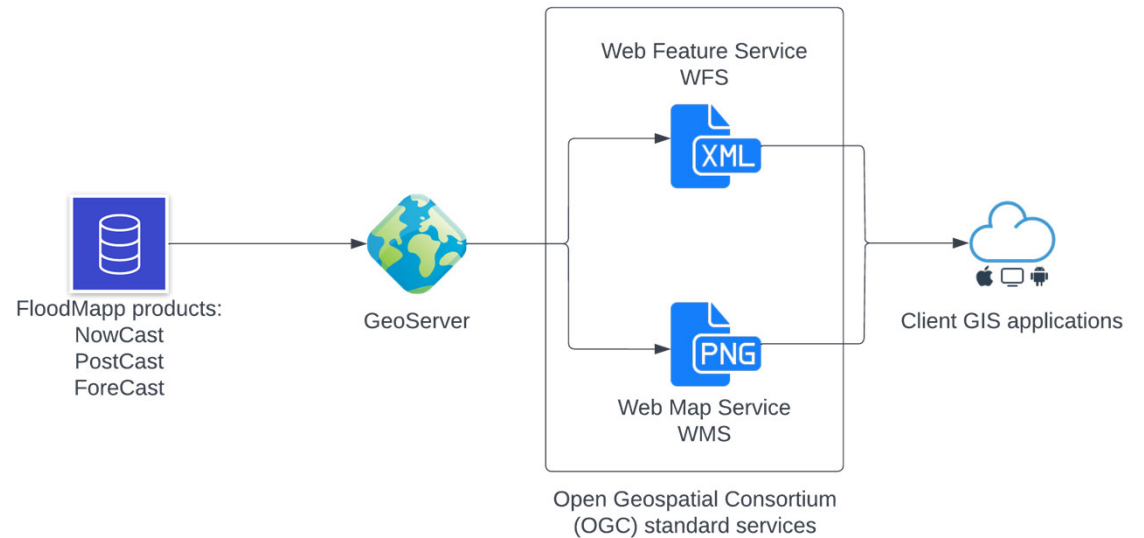 Web Feature Service
WFS
XML
FloodMapp products:
NowCast
PostCast
ForeCast
GeoServer
Client GIS applications
PNG
Web Map Service
WMS
Open Geospatial Consortium
(OGC) standard services